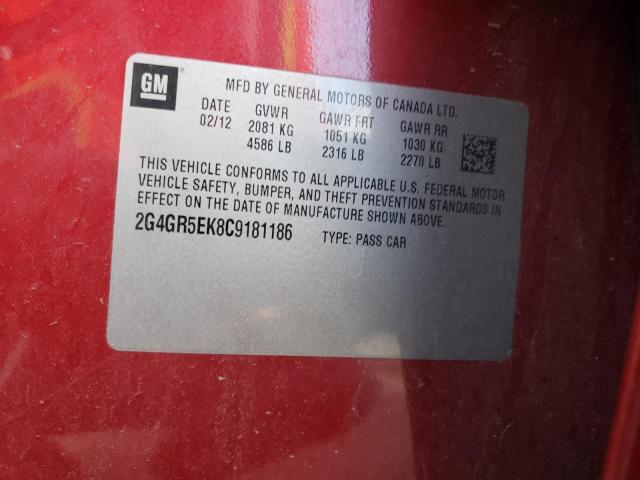 GM
MFD BY GENERAL MOTORS OF CANADA LTD.
DATE GVWR GAWR FRT GAWR RR
02/12 2081 KG 1051 KG 1030 KG
4586 LB 2316 LB 2270 LB
THIS VEHICLE CONFORMS TO ALL APPLICABLE U.S. FEDERAL MOTOR
VEHICLE SAFETY, BUMPER, AND THEFT PREVENTION STANDARDS IN
EFFECT ON THE DATE OF MANUFACTURE SHOWN ABOVE.
2G4GR5EK8C9181186 TYPE: PASS CAR